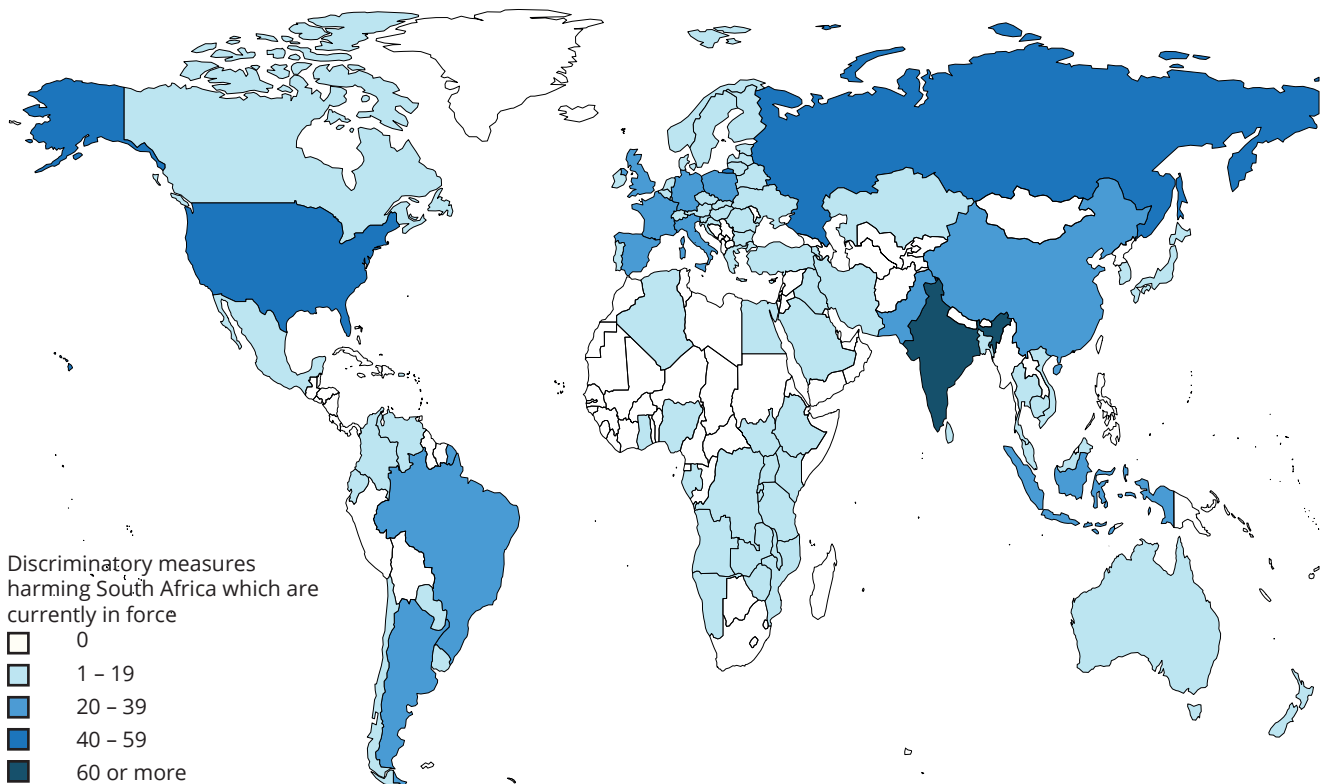 Discriminatory measures
harming South Africa which are
currently in force
0
1 – 19
20 – 39
40 – 59
60 or more